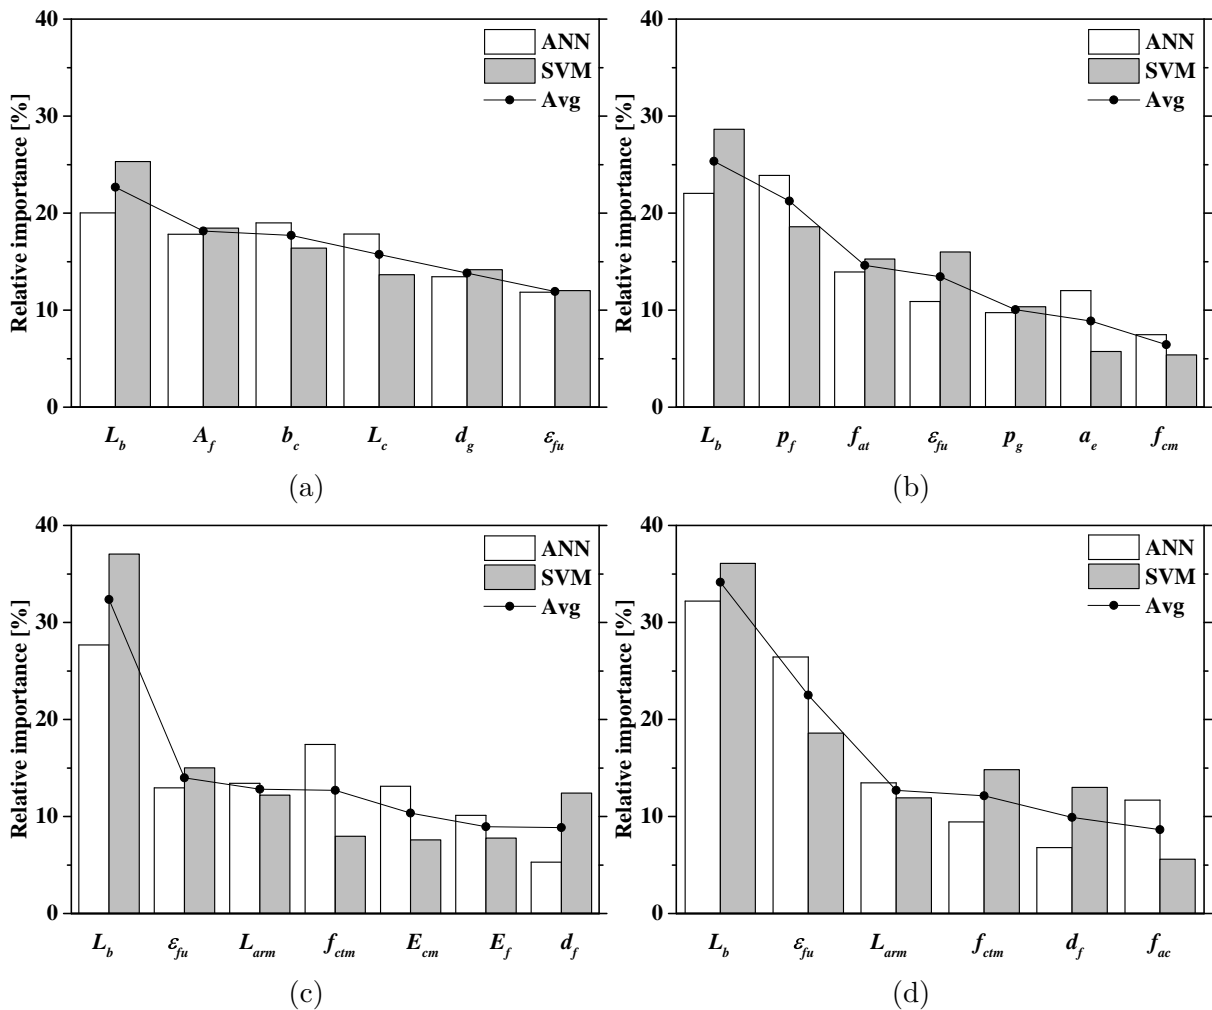 40
30
20
10
0
Relative importance [%]
ANN
SVM
Avg
L_b A_f b_c L_c d_g ε_fu
(a)
40
30
20
10
0
Relative importance [%]
ANN
SVM
Avg
L_b p_f f_at ε_fu p_g a_e f_cm
(b)
40
30
20
10
0
Relative importance [%]
ANN
SVM
Avg
L_b ε_fu L_arm f_ctm E_cm E_f d_f
(c)
40
30
20
10
0
Relative importance [%]
ANN
SVM
Avg
L_b ε_fu L_arm f_ctm d_f f_ac
(d)